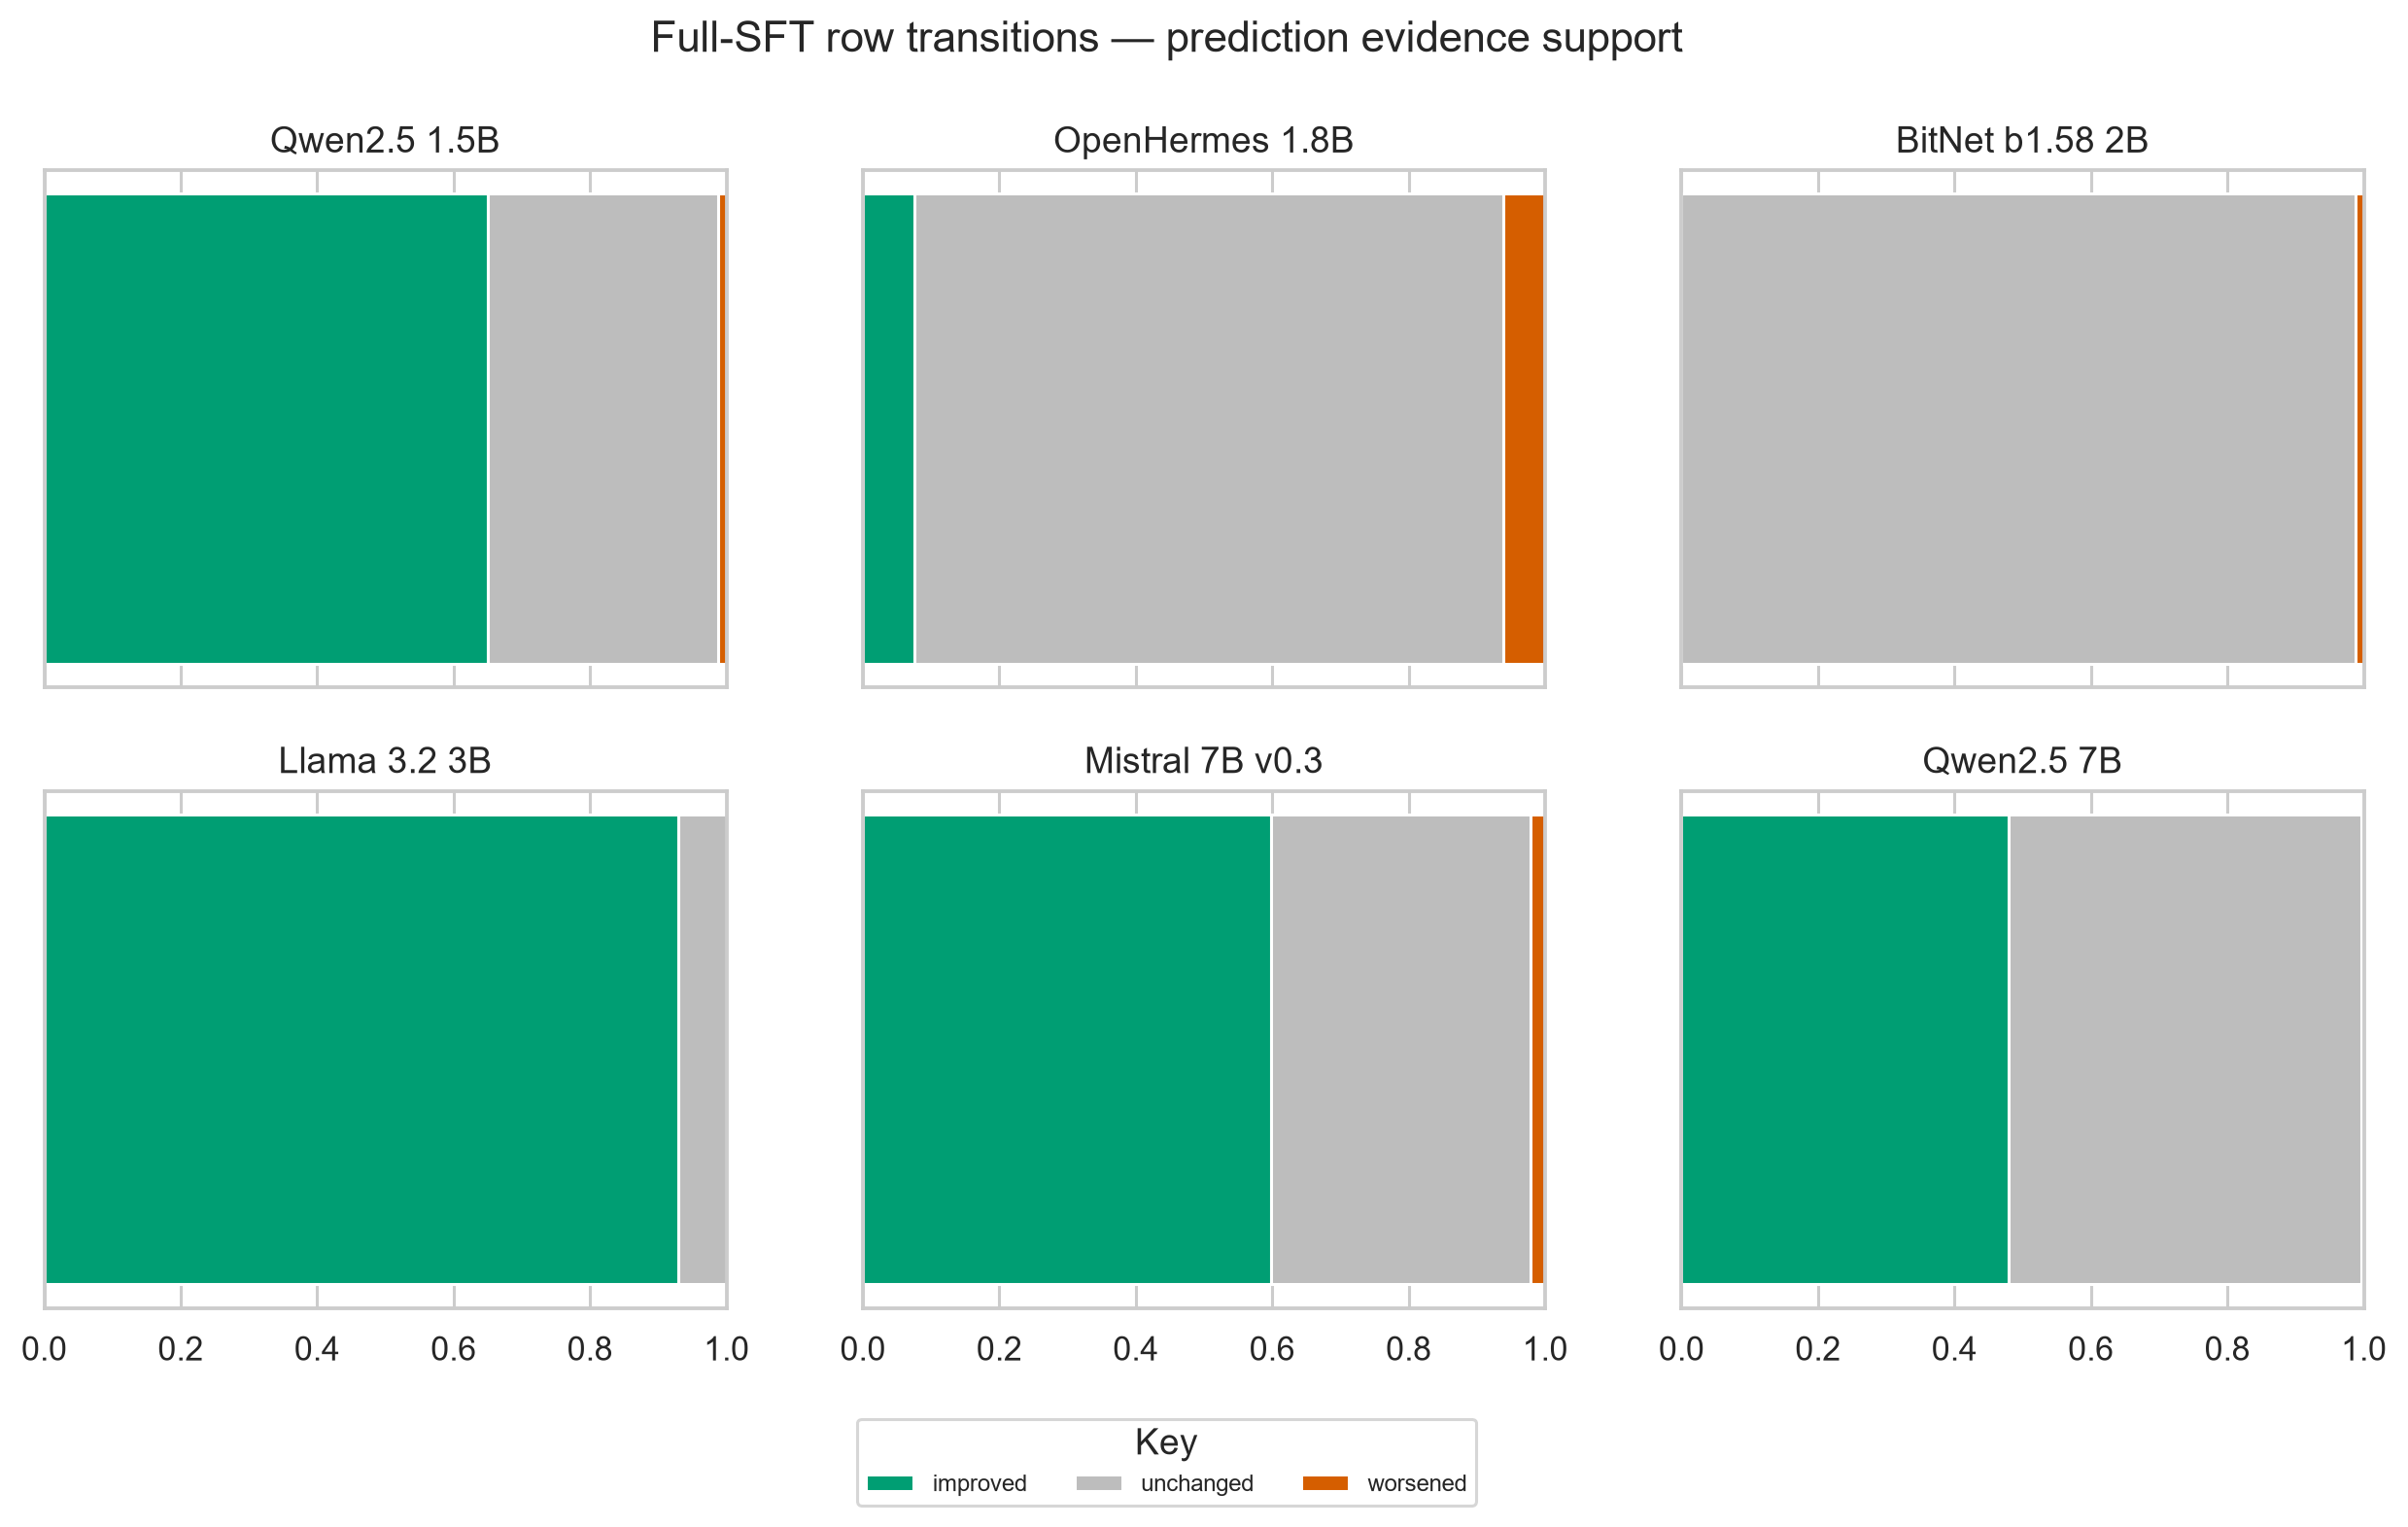 Full-SFT row transitions — prediction evidence support
Qwen2.5 1.5B
OpenHermes 1.8B
BitNet b1.58 2B
Llama 3.2 3B
Mistral 7B v0.3
Qwen2.5 7B
0.0 0.2 0.4 0.6 0.8 1.0
0.0 0.2 0.4 0.6 0.8 1.0
0.0 0.2 0.4 0.6 0.8 1.0
Key
improved unchanged worsened